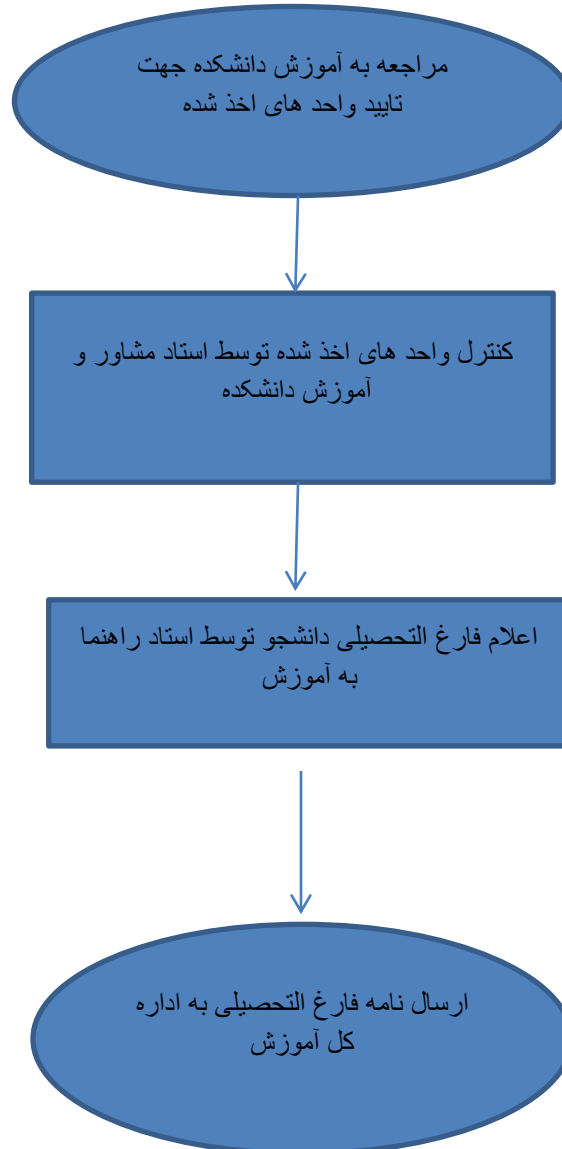 مراجعه به آموزش دانشکده جهت
تایید واحد های اخذ شده
کنترل واحد های اخذ شده توسط استاد مشاور و
آموزش دانشکده
اعلام فارغ التحصیلی دانشجو توسط استاد راهنما
به آموزش
ارسال نامه فارغ التحصیلی به اداره
کل آموزش